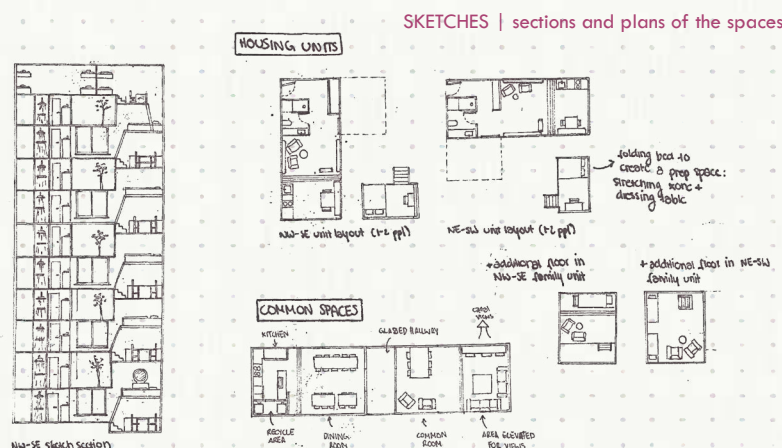 SKETCHES | sections and plans of the spaces
HOUSING UNITS
folding bed to
create a prep space:
stretching zone +
dressing table
NW-SE unit layout (1-2 ppl)
NE-SW unit layout (1-2 ppl)
+ additional floor in
NW-SE family unit
+ additional floor in NE-SW
family unit
COMMON SPACES
KITCHEN
GLAZED HALLWAY
VIEWS
RECYCLE
AREA
DINING
ROOM
COMMON
ROOM
AREA ELEVATED
FOR VIEWS
NW-SE sketch section